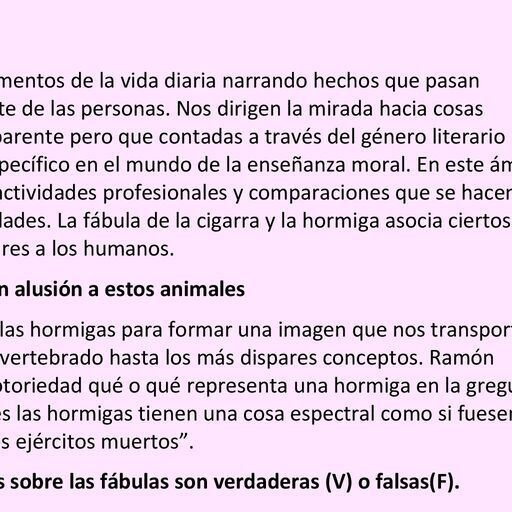 mentos de la vida diaria narrando hechos que pasan
te de las personas. Nos dirigen la mirada hacia cosas
parente pero que contadas a través del género literario
pecífico en el mundo de la enseñanza moral. En este ám
actividades profesionales y comparaciones que se hacen
dades. La fábula de la cigarra y la hormiga asocia ciertos
res a los humanos.
n alusión a estos animales
las hormigas para formar una imagen que nos transport
vertebrado hasta los más dispares conceptos. Ramón
otoriedad qué o qué representa una hormiga en la gregu
es las hormigas tienen una cosa espectral como si fuesen
s ejércitos muertos”.
s sobre las fábulas son verdaderas (V) o falsas(F).